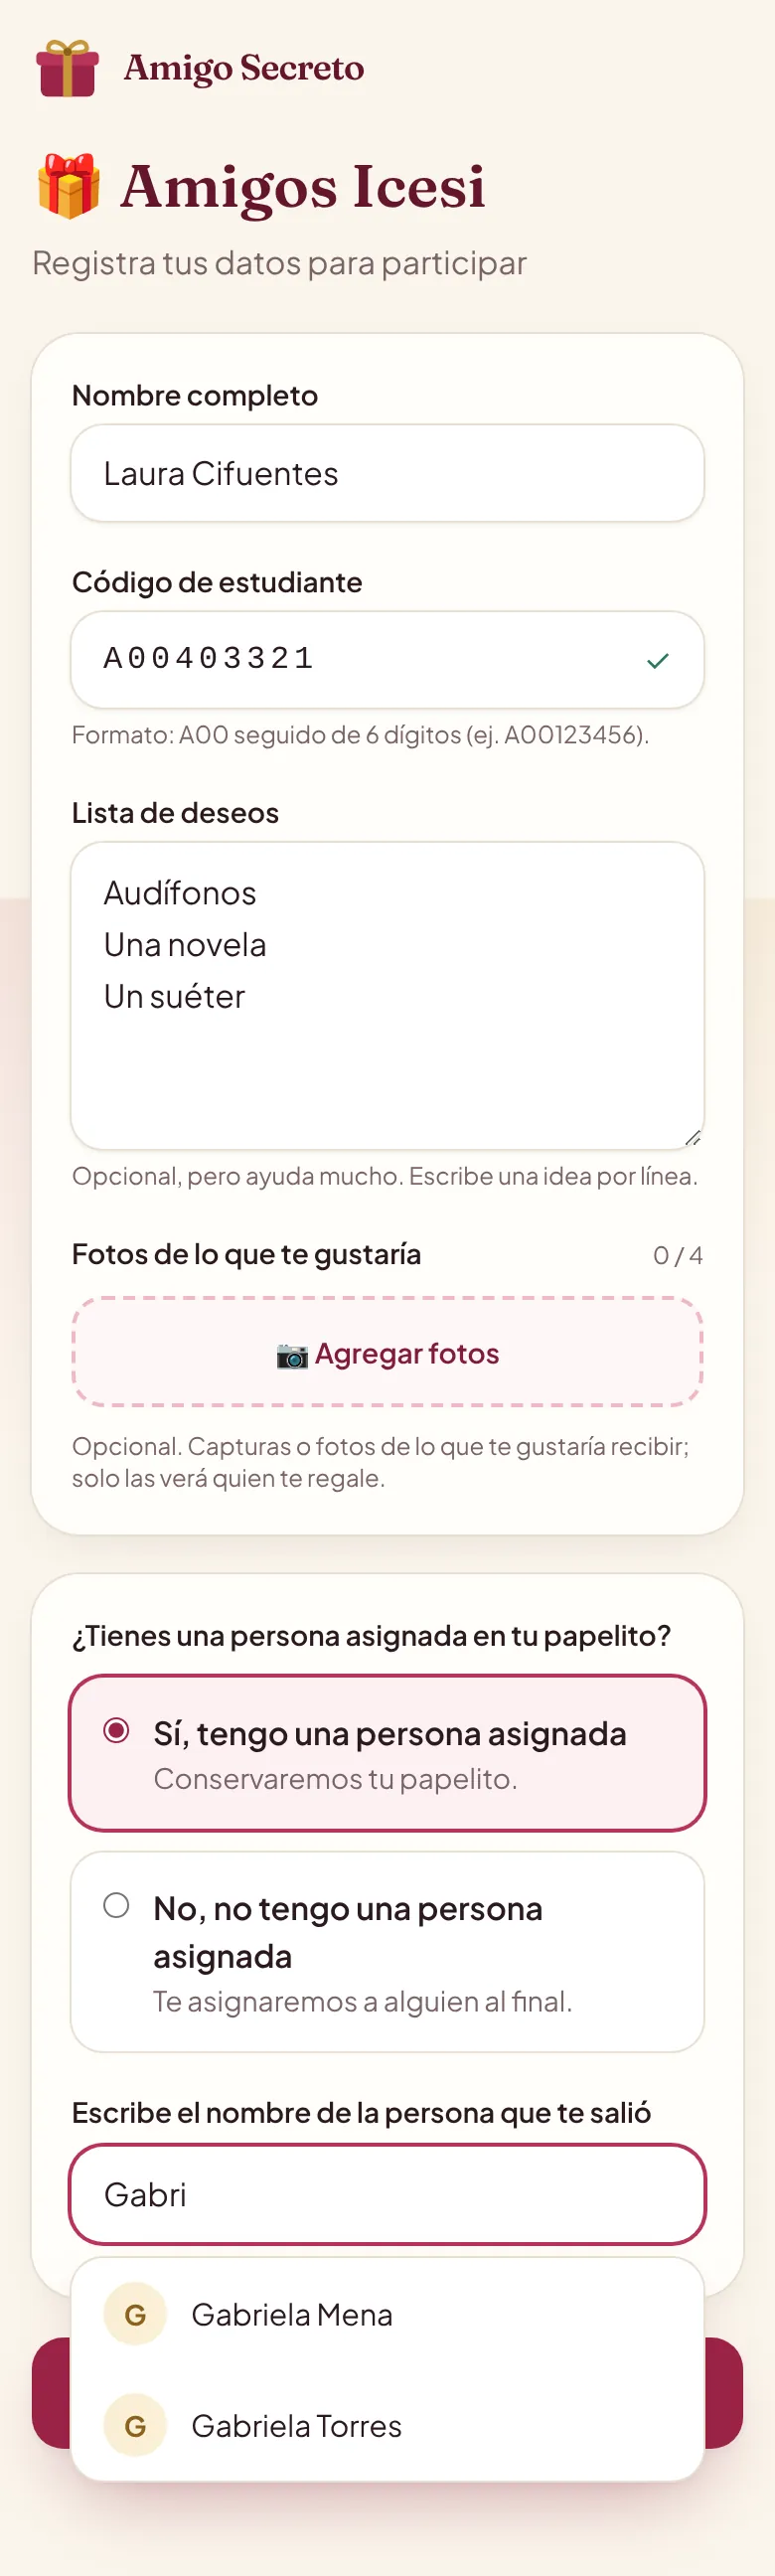 Amigo Secreto
🎁 Amigos Icesi
Registra tus datos para participar
Nombre completo
Laura Cifuentes
Código de estudiante
A00403321
Formato: A00 seguido de 6 dígitos (ej. A00123456).
Lista de deseos
Audífonos
Una novela
Un suéter
Opcional, pero ayuda mucho. Escribe una idea por línea.
Fotos de lo que te gustaría
0 / 4
📷 Agregar fotos
Opcional. Capturas o fotos de lo que te gustaría recibir;
solo las verá quien te regale.
¿Tienes una persona asignada en tu papelito?
Sí, tengo una persona asignada
Conservaremos tu papelito.
No, no tengo una persona
asignada
Te asignaremos a alguien al final.
Escribe el nombre de la persona que te salió
Gabri
G Gabriela Mena
G Gabriela Torres